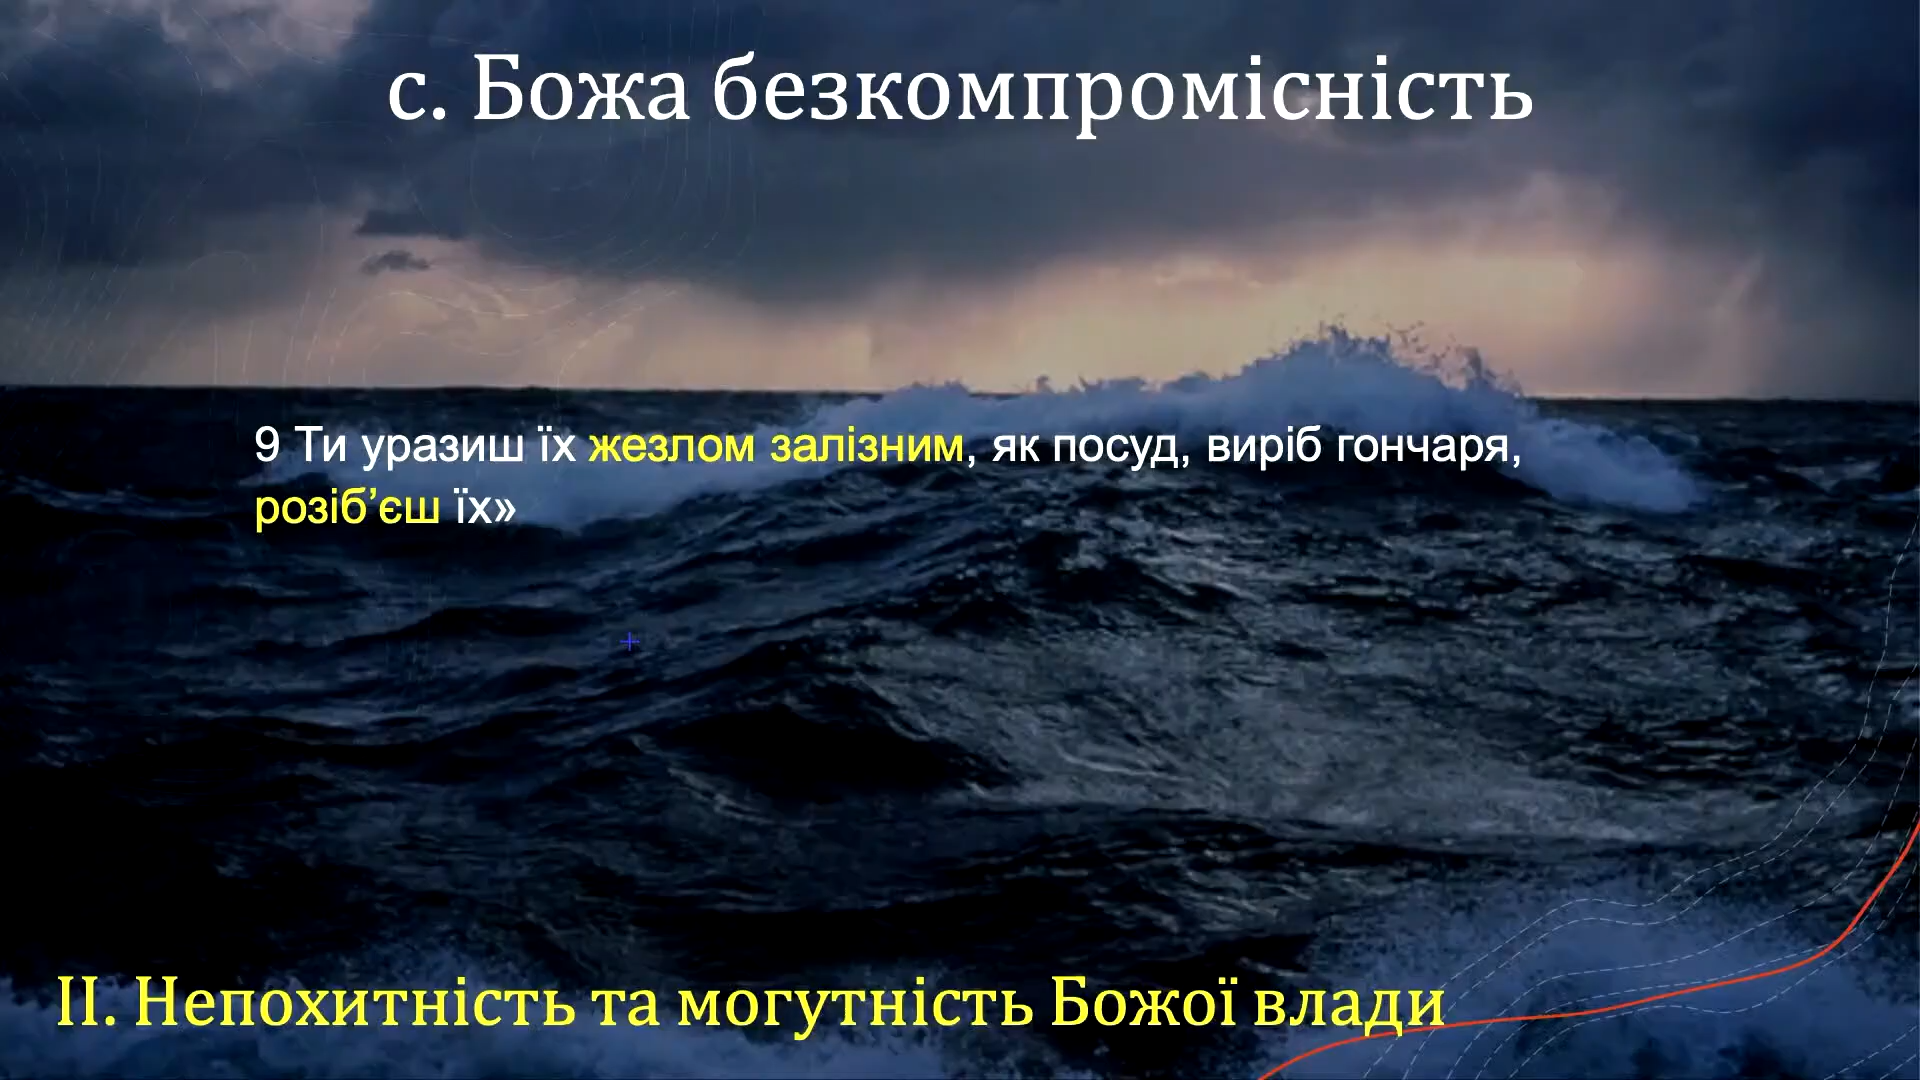 с. Божа безкомпромісність
9 Ти уразиш їх жезлом залізним, як посуд, виріб гончаря,
розіб’єш їх»
ІІ. Непохитність та могутність Божої влади